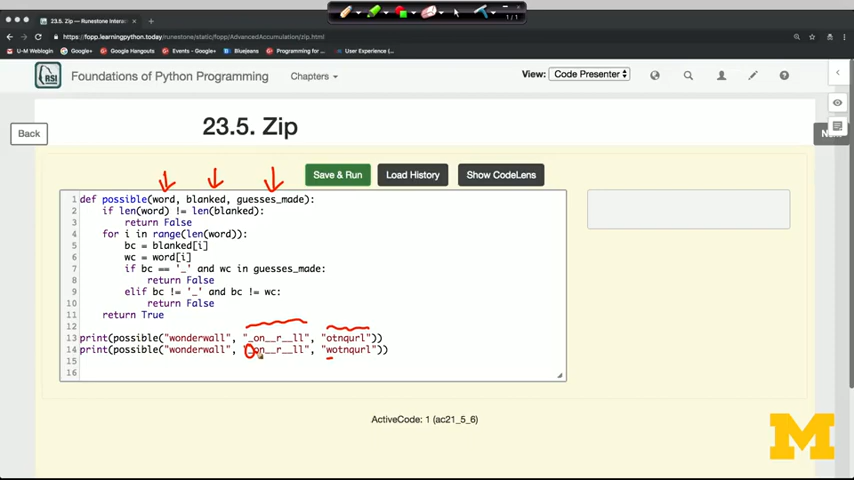 1/1
23.5. Zip — Runestone Interac
fopp.learningpython.today/runestone/static/fopp/AdvancedAccumulation/zip.html
U-M Weblogin Google+ Google Hangouts Events - Google+ Bluejeans Programming for ... User Experience (...
RSI Foundations of Python Programming Chapters View: Code Presenter
Back 23.5. Zip
Save & Run Load History Show CodeLens
1 def possible(word, blanked, guesses_made):
2 if len(word) != len(blanked):
3 return False
4 for i in range(len(word)):
5 bc = blanked[i]
6 wc = word[i]
7 if bc == '_' and wc in guesses_made:
8 return False
9 elif bc != '_' and bc != wc:
10 return False
11 return True
12
13 print(possible("wonderwall", "_on__r__ll", "otnqurl"))
14 print(possible("wonderwall", "_on__r__ll", "wotnqurl"))
15
16
ActiveCode: 1 (ac21_5_6)
M